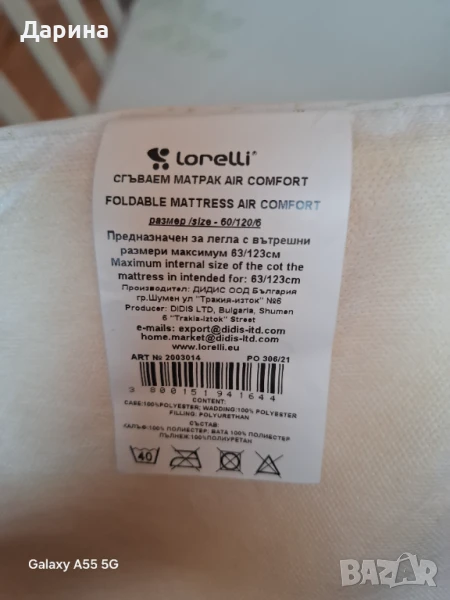 Дарина
lorelli®
СГЪВАЕМ МАТРАК AIR COMFORT
FOLDABLE MATTRESS AIR COMFORT
размер /size - 60/120/6
Предназначен за легла с вътрешни
размери максимум 63/123см
Maximum internal size of the cot the
mattress in intended for: 63/123cm
Производител: ДИДИС ООД България
гр.Шумен ул "Тракия-изток" №6
Producer: DIDIS LTD, Bulgaria, Shumen
6 "Trakia-iztok" Street
e-mails: export@didis-ltd.com
home.market@didis-ltd.com
www.lorelli.eu
ART № 2003014 PO 306/21
3 800151 941644
CONTENT:
CASE:100%POLYESTER; WADDING:100% POLYESTER
FILLING: POLYURETHAN
СЪСТАВ:
КАЛЪФ:100% ПОЛИЕСТЕР; ВАТА 100% ПОЛИЕСТЕР
ПЪЛНЕЖ:100%ПОЛИУРЕТАН
40
Galaxy A55 5G
BAZAR